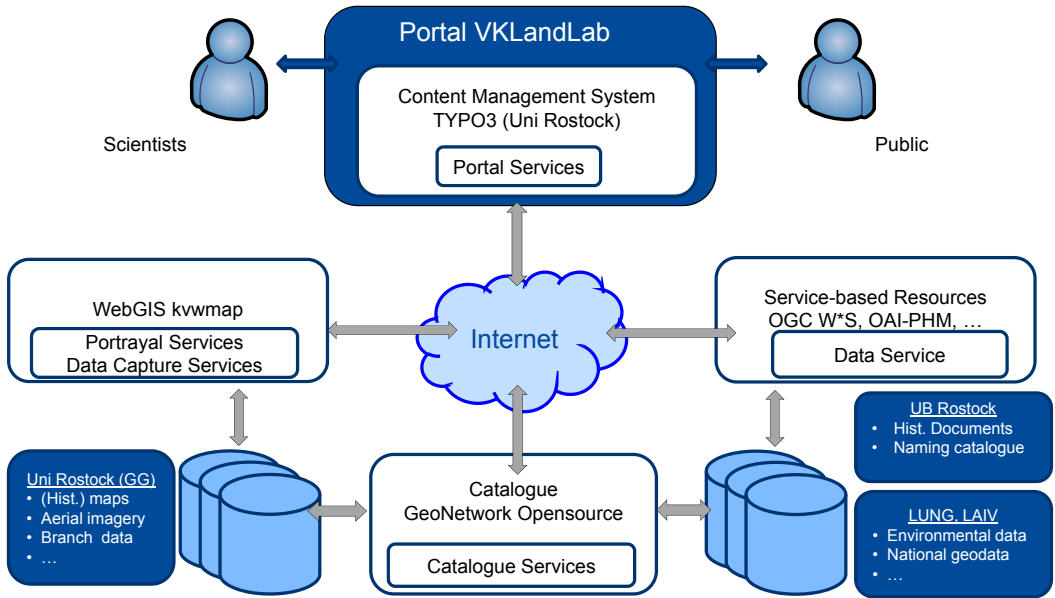 Portal VKLandLab
Content Management System
TYPO3 (Uni Rostock)
Portal Services
Scientists
Public
WebGIS kvwmap
Portrayal Services
Data Capture Services
Internet
Service-based Resources
OGC W*S, OAI-PHM, …
Data Service
Uni Rostock (GG)
• (Hist.) maps
• Aerial imagery
• Branch data
• …
Catalogue
GeoNetwork Opensource
Catalogue Services
UB Rostock
• Hist. Documents
• Naming catalogue
LUNG, LAIV
• Environmental data
• National geodata
• …